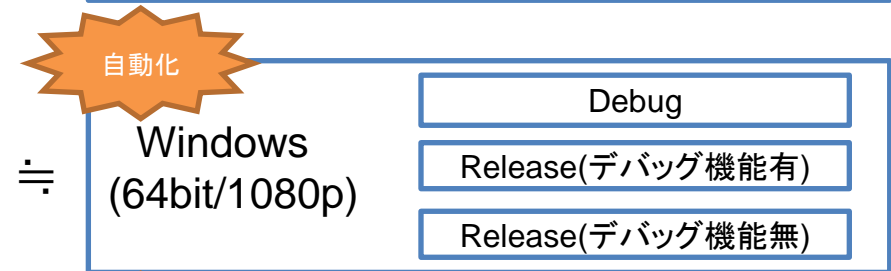 自動化
≒
Windows
(64bit/1080p)
Debug
Release(デバッグ機能有)
Release(デバッグ機能無)